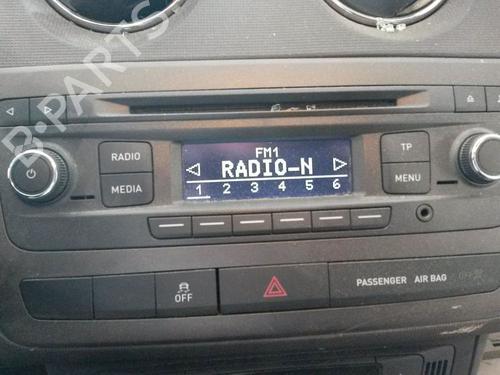 B-PARTS
FM1
◁ RADIO-N ▷
1 2 3 4 5 6
RADIO
MEDIA
TP
MENU
OFF
PASSENGER AIR BAG